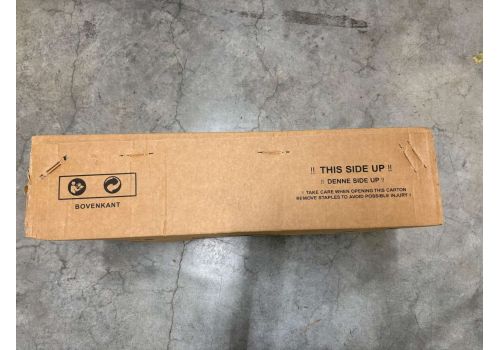 !! THIS SIDE UP !!
!! DENNE SIDE UP !!
!! TAKE CARE WHEN OPENING THIS CARTON
REMOVE STAPLES TO AVOID POSSIBLE INJURY !!
BOVENKANT